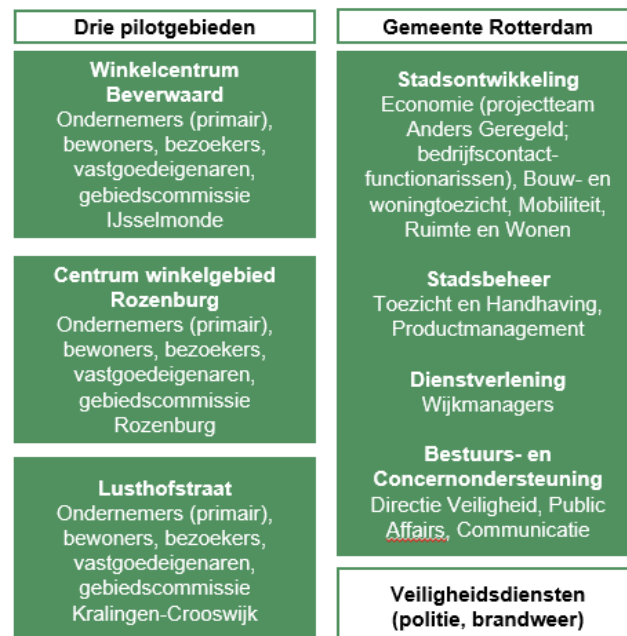 Drie pilotgebieden
Winkelcentrum
Beverwaard
Ondernemers (primair),
bewoners, bezoekers,
vastgoedeigenaren,
gebiedscommissie
IJsselmonde
Centrum winkelgebied
Rozenburg
Ondernemers (primair),
bewoners, bezoekers,
vastgoedeigenaren,
gebiedscommissie
Rozenburg
Lusthofstraat
Ondernemers (primair),
bewoners, bezoekers,
vastgoedeigenaren,
gebiedscommissie
Kralingen-Crooswijk
Gemeente Rotterdam
Stadsontwikkeling
Economie (projectteam
Anders Geregeld;
bedrijfscontact-
functionarissen), Bouw- en
woningtoezicht, Mobiliteit,
Ruimte en Wonen
Stadsbeheer
Toezicht en Handhaving,
Productmanagement
Dienstverlening
Wijkmanagers
Bestuurs- en
Concernondersteuning
Directie Veiligheid, Public
Affairs, Communicatie
Veiligheidsdiensten
(politie, brandweer)